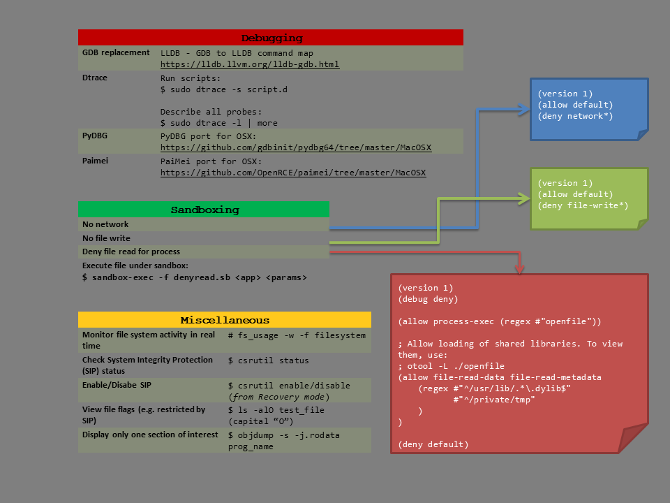 Debugging
GDB replacement LLDB - GDB to LLDB command map
https://lldb.llvm.org/lldb-gdb.html
Dtrace Run scripts:
$ sudo dtrace -s script.d
Describe all probes:
$ sudo dtrace -l | more
PyDBG PyDBG port for OSX:
https://github.com/gdbinit/pydbg64/tree/master/MacOSX
Paimei PaiMei port for OSX:
https://github.com/OpenRCE/paimei/tree/master/MacOSX
Sandboxing
No network
No file write
Deny file read for process
Execute file under sandbox:
$ sandbox-exec -f denyread.sb <app> <params>
Miscellaneous
Monitor file system activity in real # fs_usage -w -f filesystem
time
Check System Integrity Protection $ csrutil status
(SIP) status
Enable/Disabe SIP $ csrutil enable/disable
(from Recovery mode)
View file flags (e.g. restricted by $ ls -alO test_file
SIP) (capital "O")
Display only one section of interest $ objdump -s -j.rodata
prog_name
(version 1)
(allow default)
(deny network*)
(version 1)
(allow default)
(deny file-write*)
(version 1)
(debug deny)
(allow process-exec (regex #"openfile"))
; Allow loading of shared libraries. To view
them, use:
; otool -L ./openfile
(allow file-read-data file-read-metadata
(regex #"^/usr/lib/.*\.dylib$"
#"^/private/tmp"
)
)
(deny default)